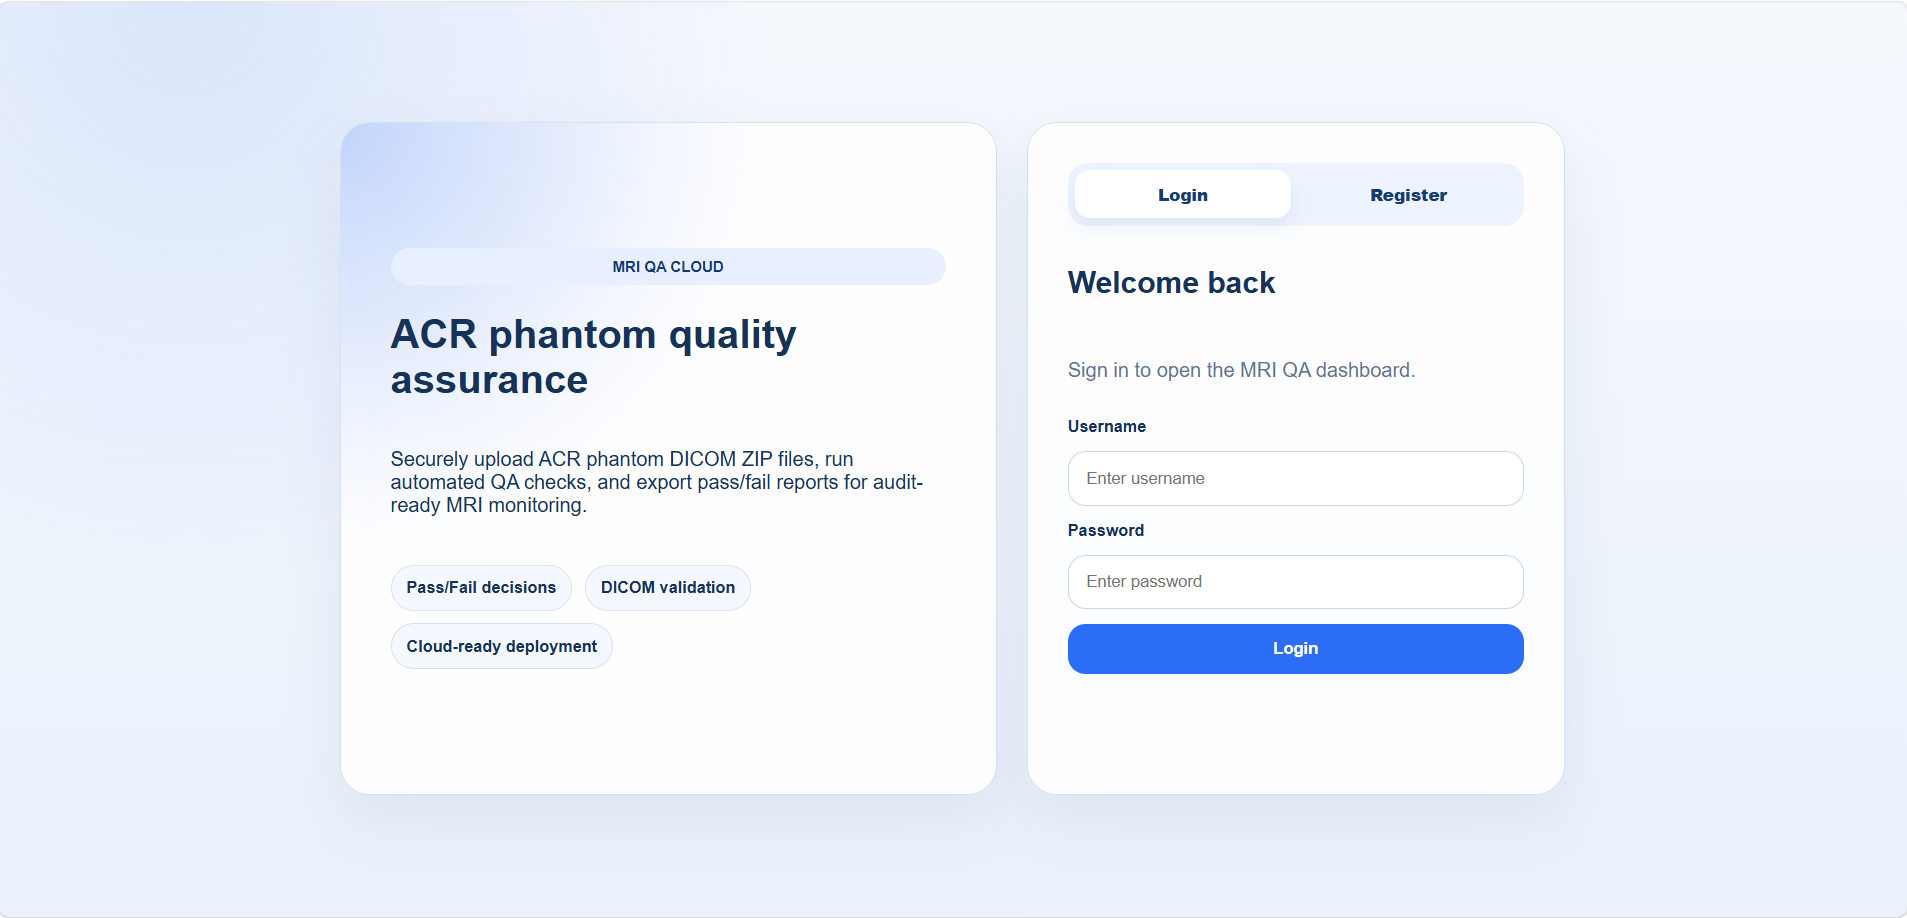 MRI QA CLOUD
ACR phantom quality
assurance
Securely upload ACR phantom DICOM ZIP files, run
automated QA checks, and export pass/fail reports for audit-
ready MRI monitoring.
Pass/Fail decisions
DICOM validation
Cloud-ready deployment
Login
Register
Welcome back
Sign in to open the MRI QA dashboard.
Username
Enter username
Password
Enter password
Login